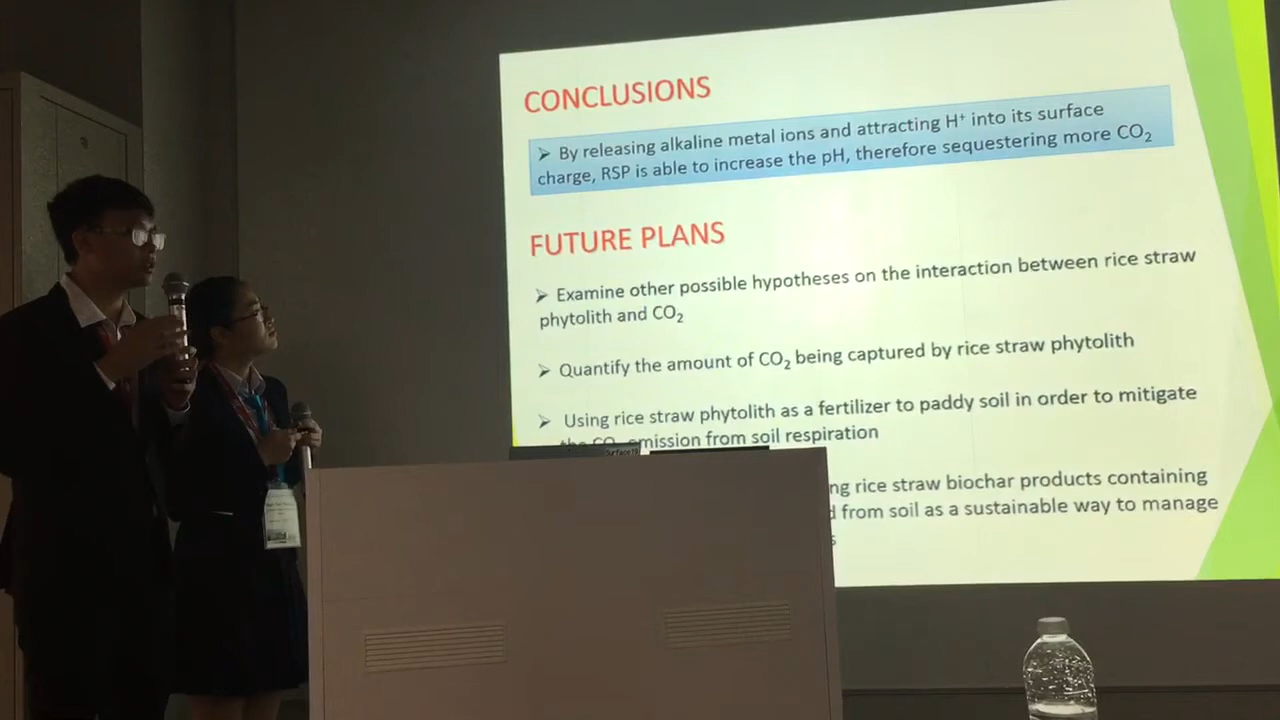 CONCLUSIONS
➢ By releasing alkaline metal ions and attracting H⁺ into its surface
charge, RSP is able to increase the pH, therefore sequestering more CO₂
FUTURE PLANS
➢ Examine other possible hypotheses on the interaction between rice straw
phytolith and CO₂
➢ Quantify the amount of CO₂ being captured by rice straw phytolith
➢ Using rice straw phytolith as a fertilizer to paddy soil in order to mitigate
the CO₂ emission from soil respiration
ng rice straw biochar products containing
d from soil as a sustainable way to manage
s